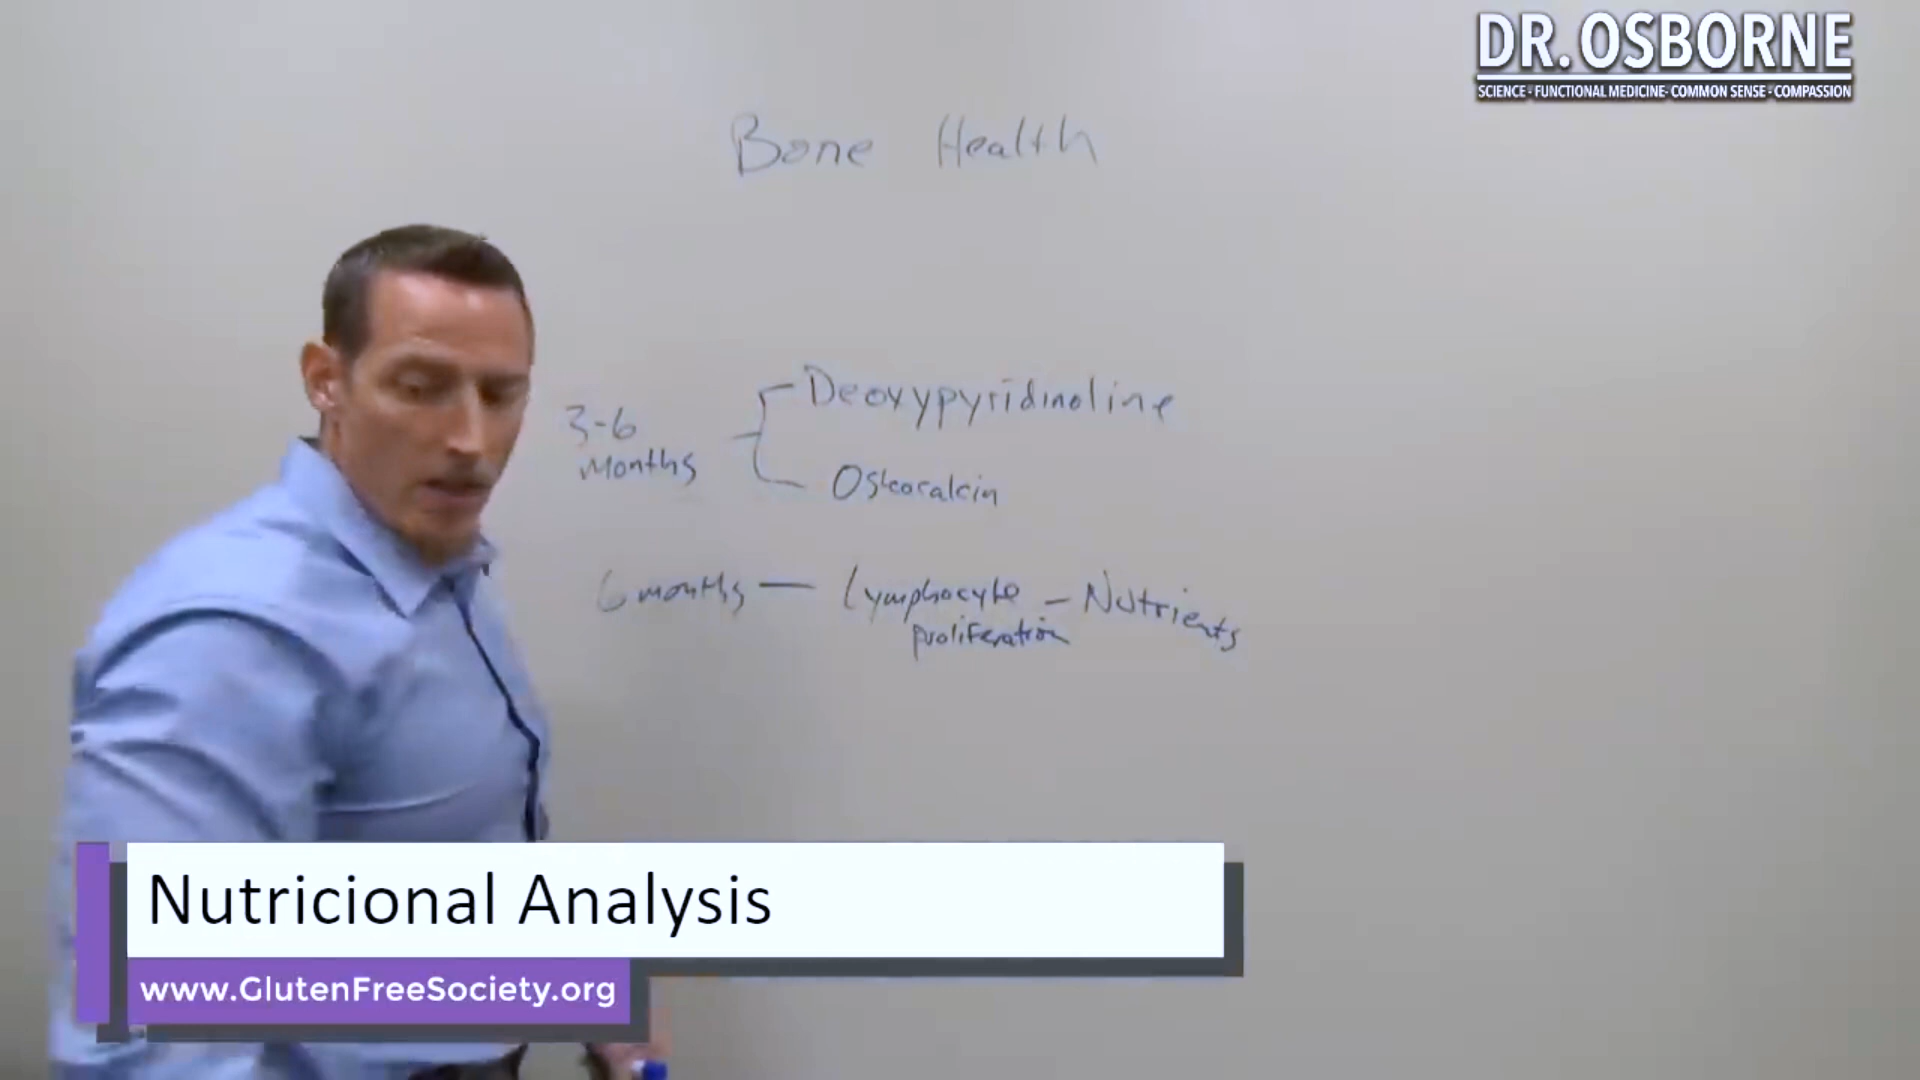 DR. OSBORNE
SCIENCE - FUNCTIONAL MEDICINE - COMMON SENSE - COMPASSION
Bone Health
3-6 months
Deoxypyridinoline
Osteocalcin
6 months — Lymphocyte proliferation — Nutrients
Nutricional Analysis
www.GlutenFreeSociety.org